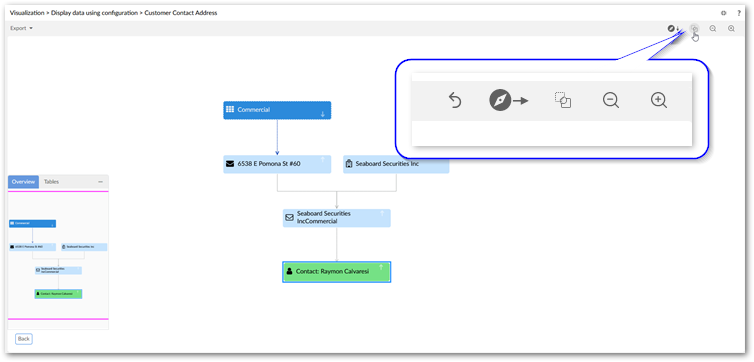 Visualization > Display data using configuration > Customer Contact Address
?
Export
Commercial
6538 E Pomona St #60
Seaboard Securities Inc
Seaboard Securities
IncCommercial
Contact: Raymon Calvaresi
Overview
Tables
Commercial
6538 E Pomona St #60
Seaboard Securities Inc
Seaboard Securities
IncCommercial
Contact: Raymon Calvaresi
Back